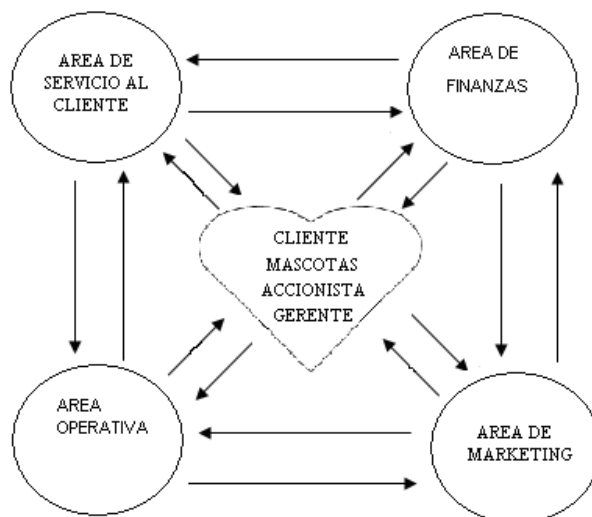 AREA DE
SERVICIO AL
CLIENTE
AREA DE
FINANZAS
CLIENTE
MASCOTAS
ACCIONISTA
GERENTE
AREA
OPERATIVA
AREA DE
MARKETING